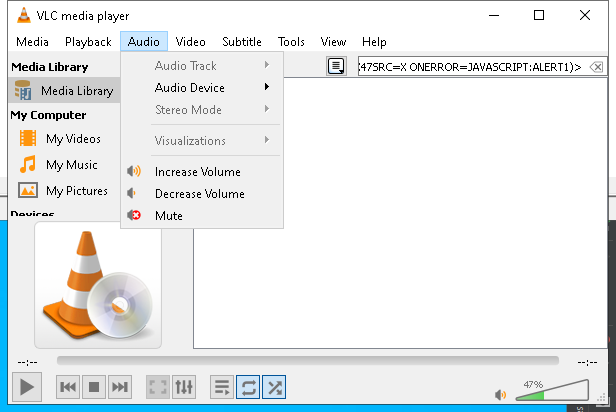 VLC media player
Media Playback Audio Video Subtitle Tools View Help
Media Library
Media Library
My Computer
My Videos
My Music
My Pictures
Devices
Audio Track
Audio Device
Stereo Mode
Visualizations
Increase Volume
Decrease Volume
Mute
47SRC=X ONERROR=JAVASCRIPT:ALERT1)>
--:--
--:--
47%